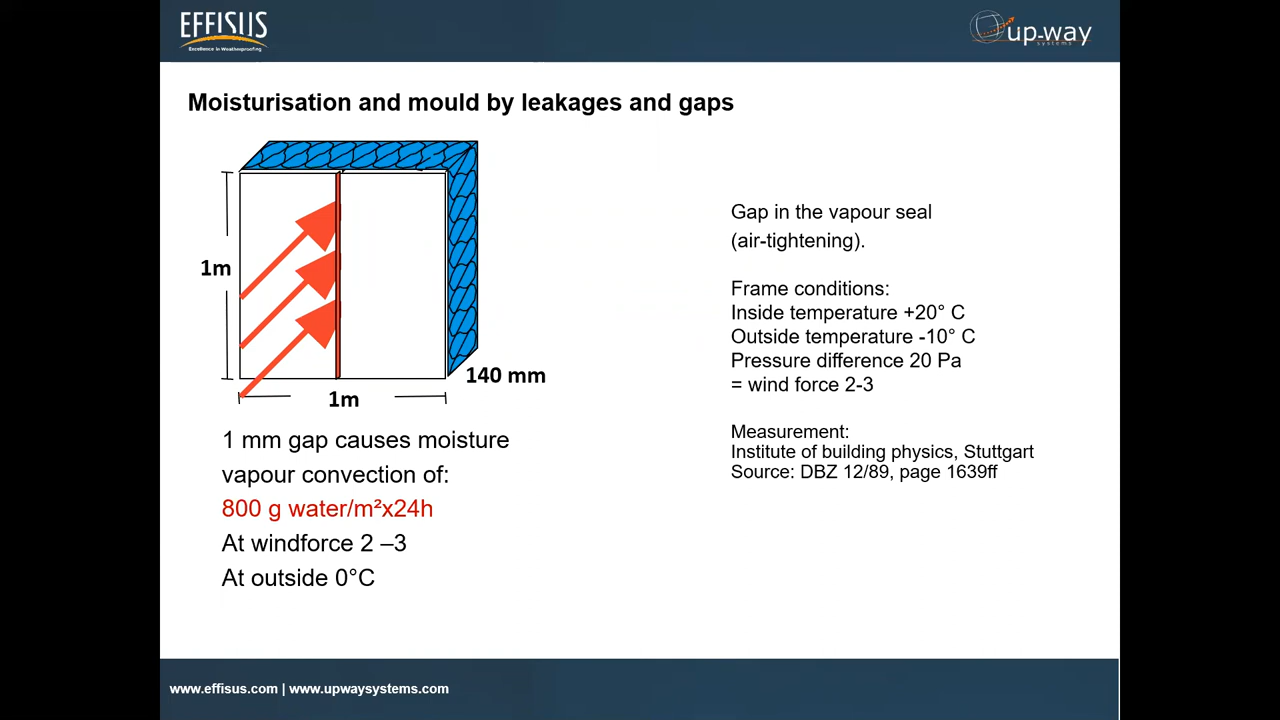 EFFISUS
Excellence in Weatherproofing
up-way
systems
Moisturisation and mould by leakages and gaps
1m
140 mm
1m
1 mm gap causes moisture
vapour convection of:
800 g water/m²x24h
At windforce 2 –3
At outside 0°C
Gap in the vapour seal
(air-tightening).
Frame conditions:
Inside temperature +20° C
Outside temperature -10° C
Pressure difference 20 Pa
= wind force 2-3
Measurement:
Institute of building physics, Stuttgart
Source: DBZ 12/89, page 1639ff
www.effisus.com | www.upwaysystems.com